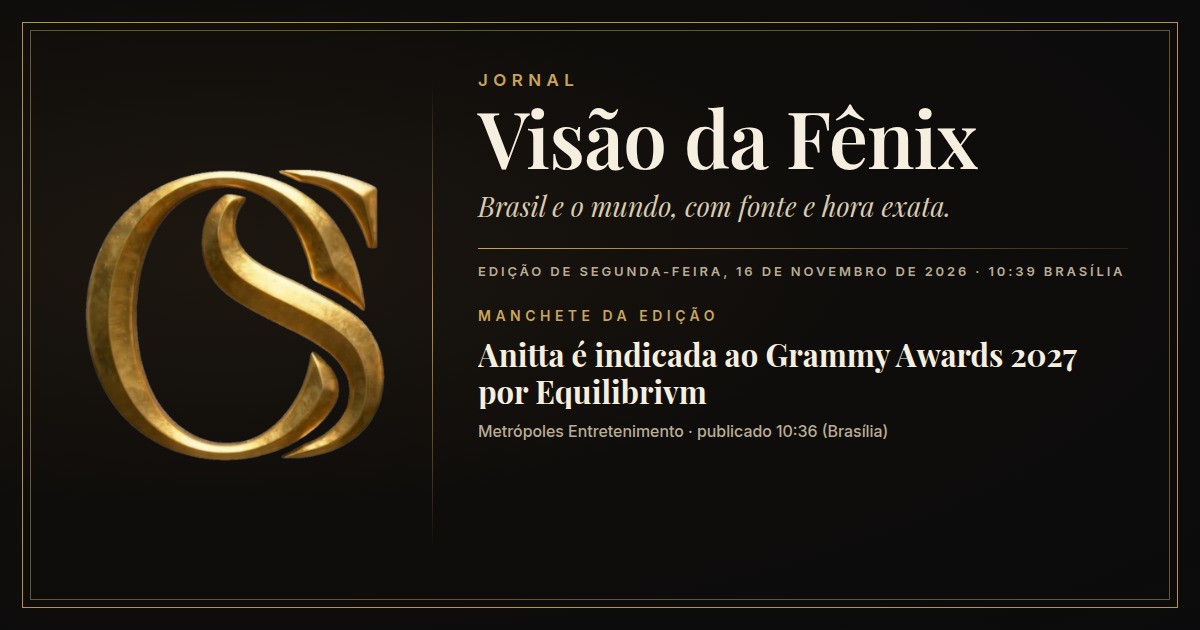 JORNAL
Visão da Fênix
Brasil e o mundo, com fonte e hora exata.
EDIÇÃO DE SEGUNDA-FEIRA, 16 DE NOVEMBRO DE 2026 · 10:39 BRASÍLIA
MANCHETE DA EDIÇÃO
Anitta é indicada ao Grammy Awards 2027
por Equilibrivm
Metrópoles Entretenimento · publicado 10:36 (Brasília)